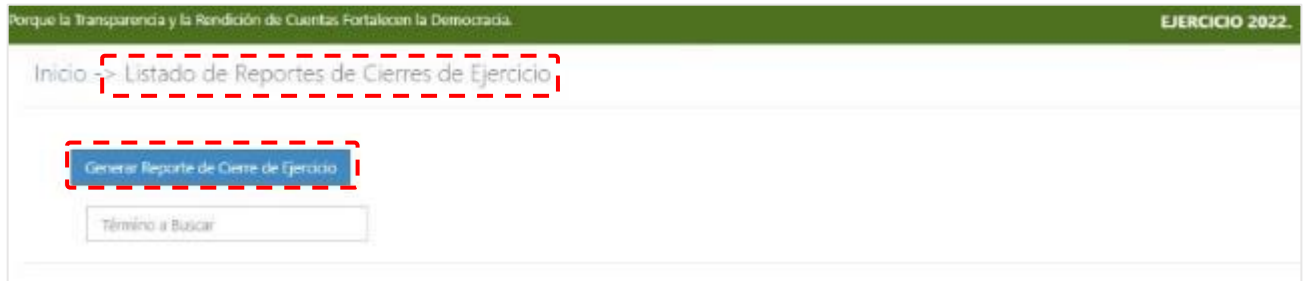 Porque la Transparencia y la Rendición de Cuentas Fortalecen la Democracia. EJERCICIO 2022.
Inicio -> Listado de Reportes de Cierres de Ejercicio
Generar Reporte de Cierre de Ejercicio
Término a Buscar